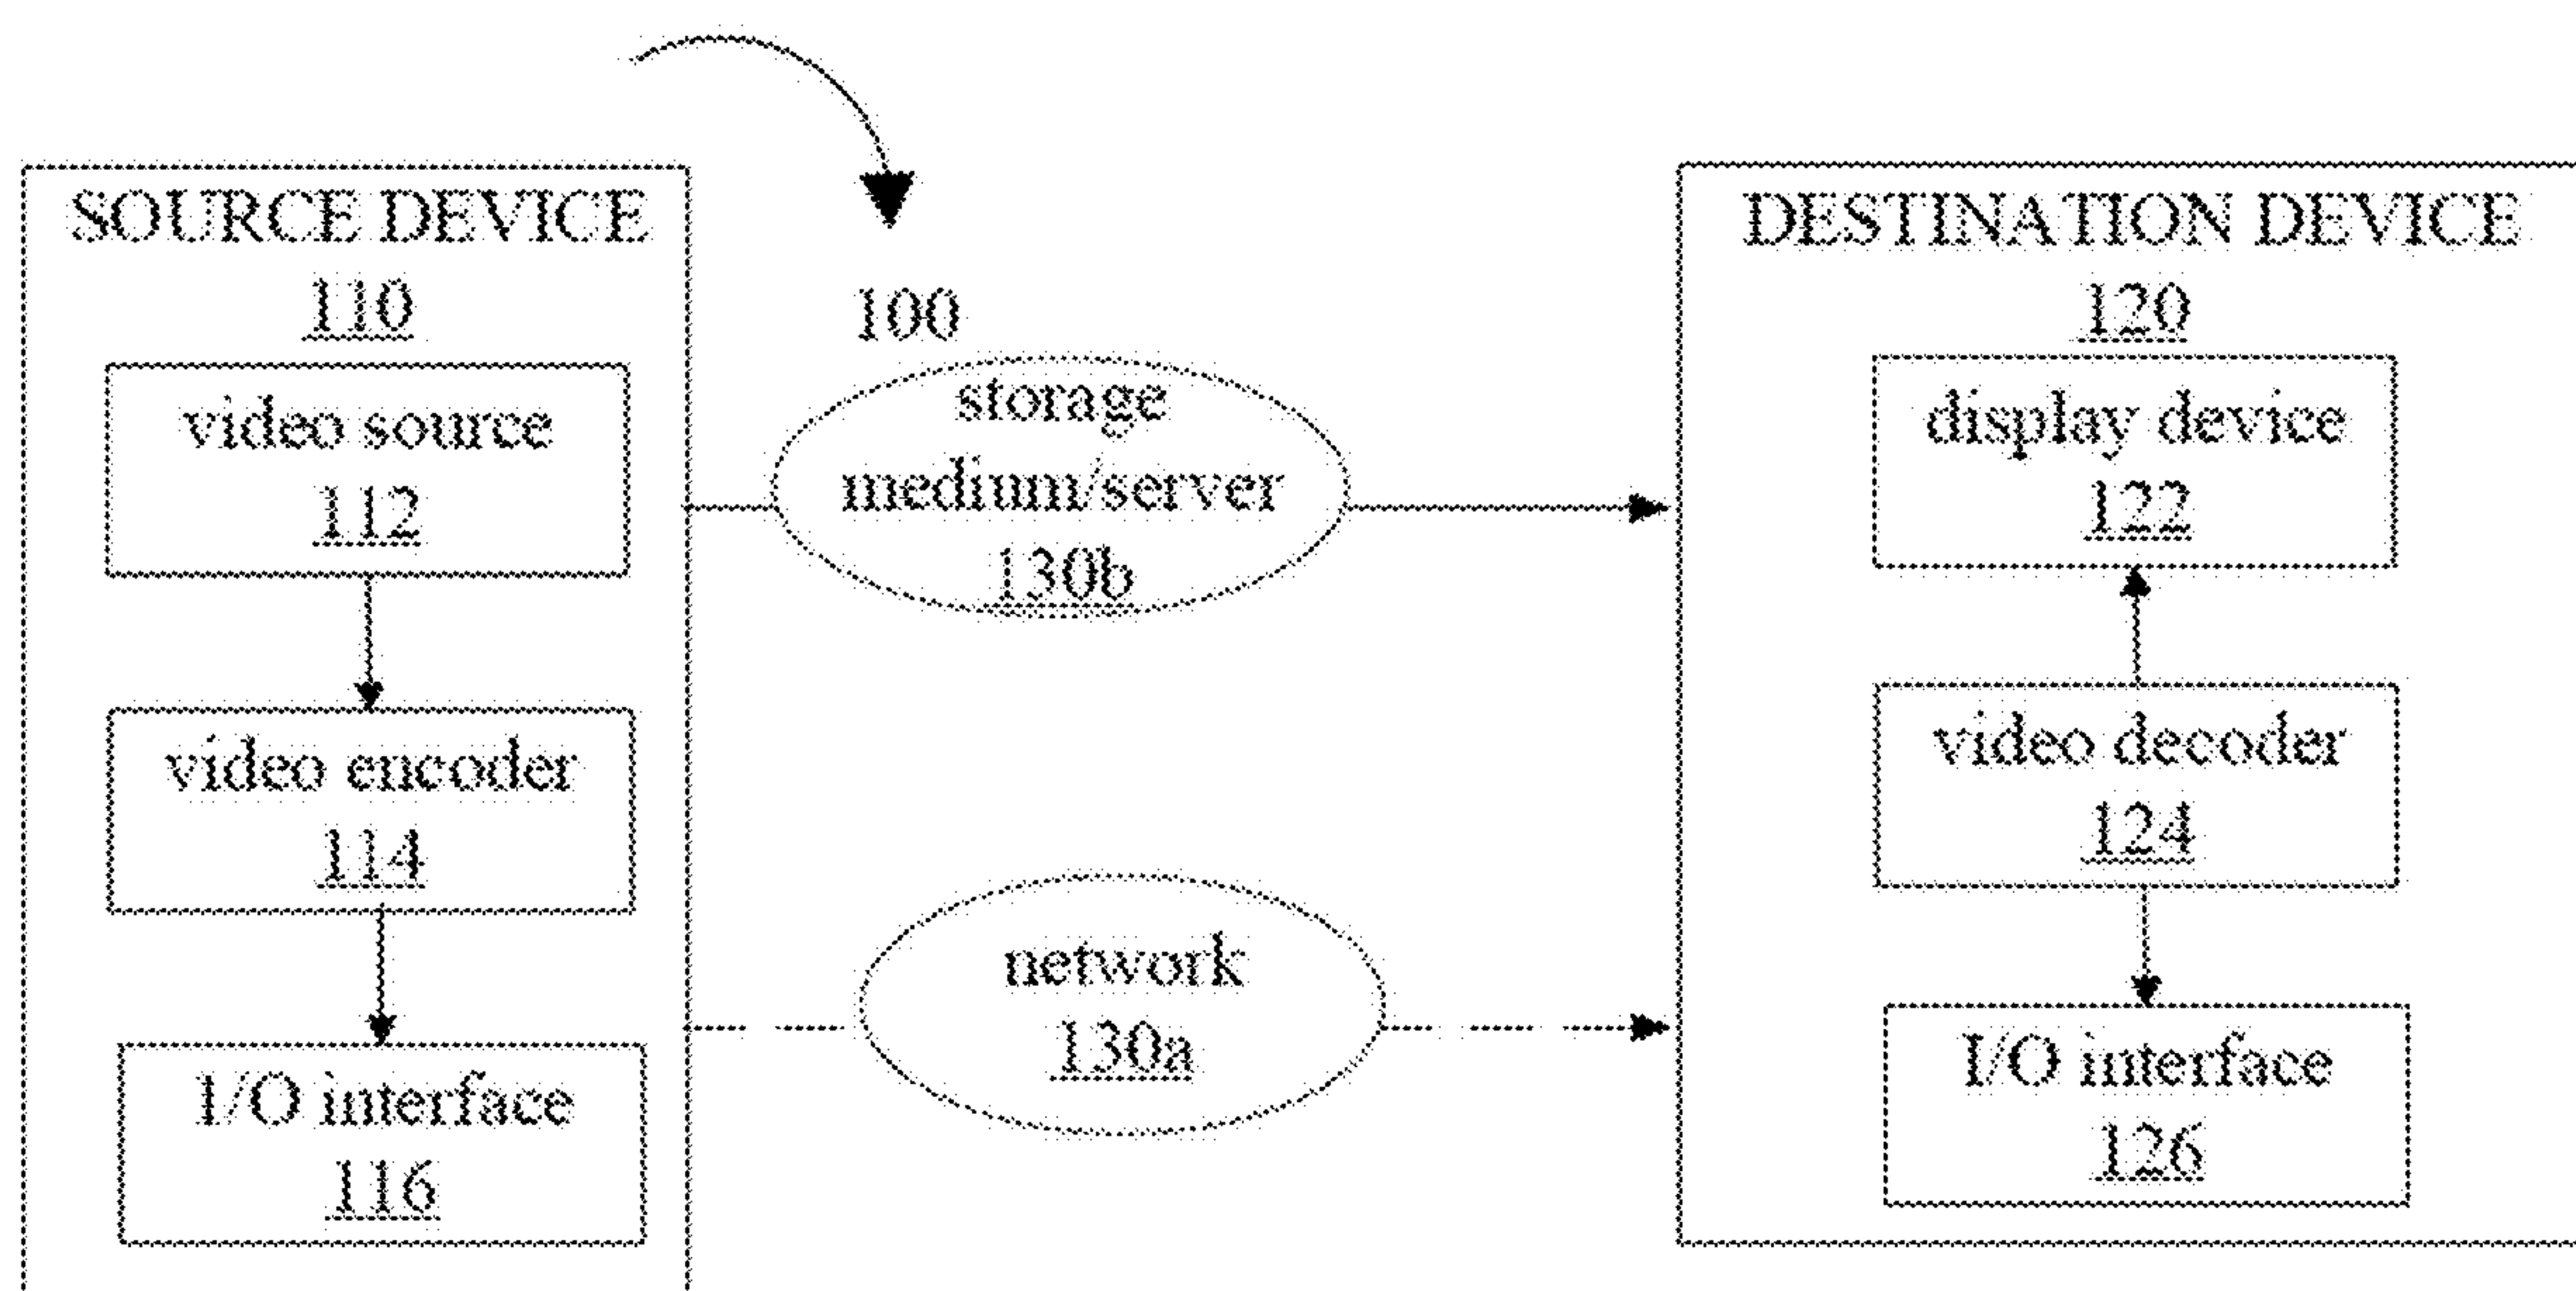 SOURCE DEVICE
110
video source
112
video encoder
114
I/O interface
116
100
storage
medium/server
130b
network
130a
DESTINATION DEVICE
120
display device
122
video decoder
124
I/O interface
126